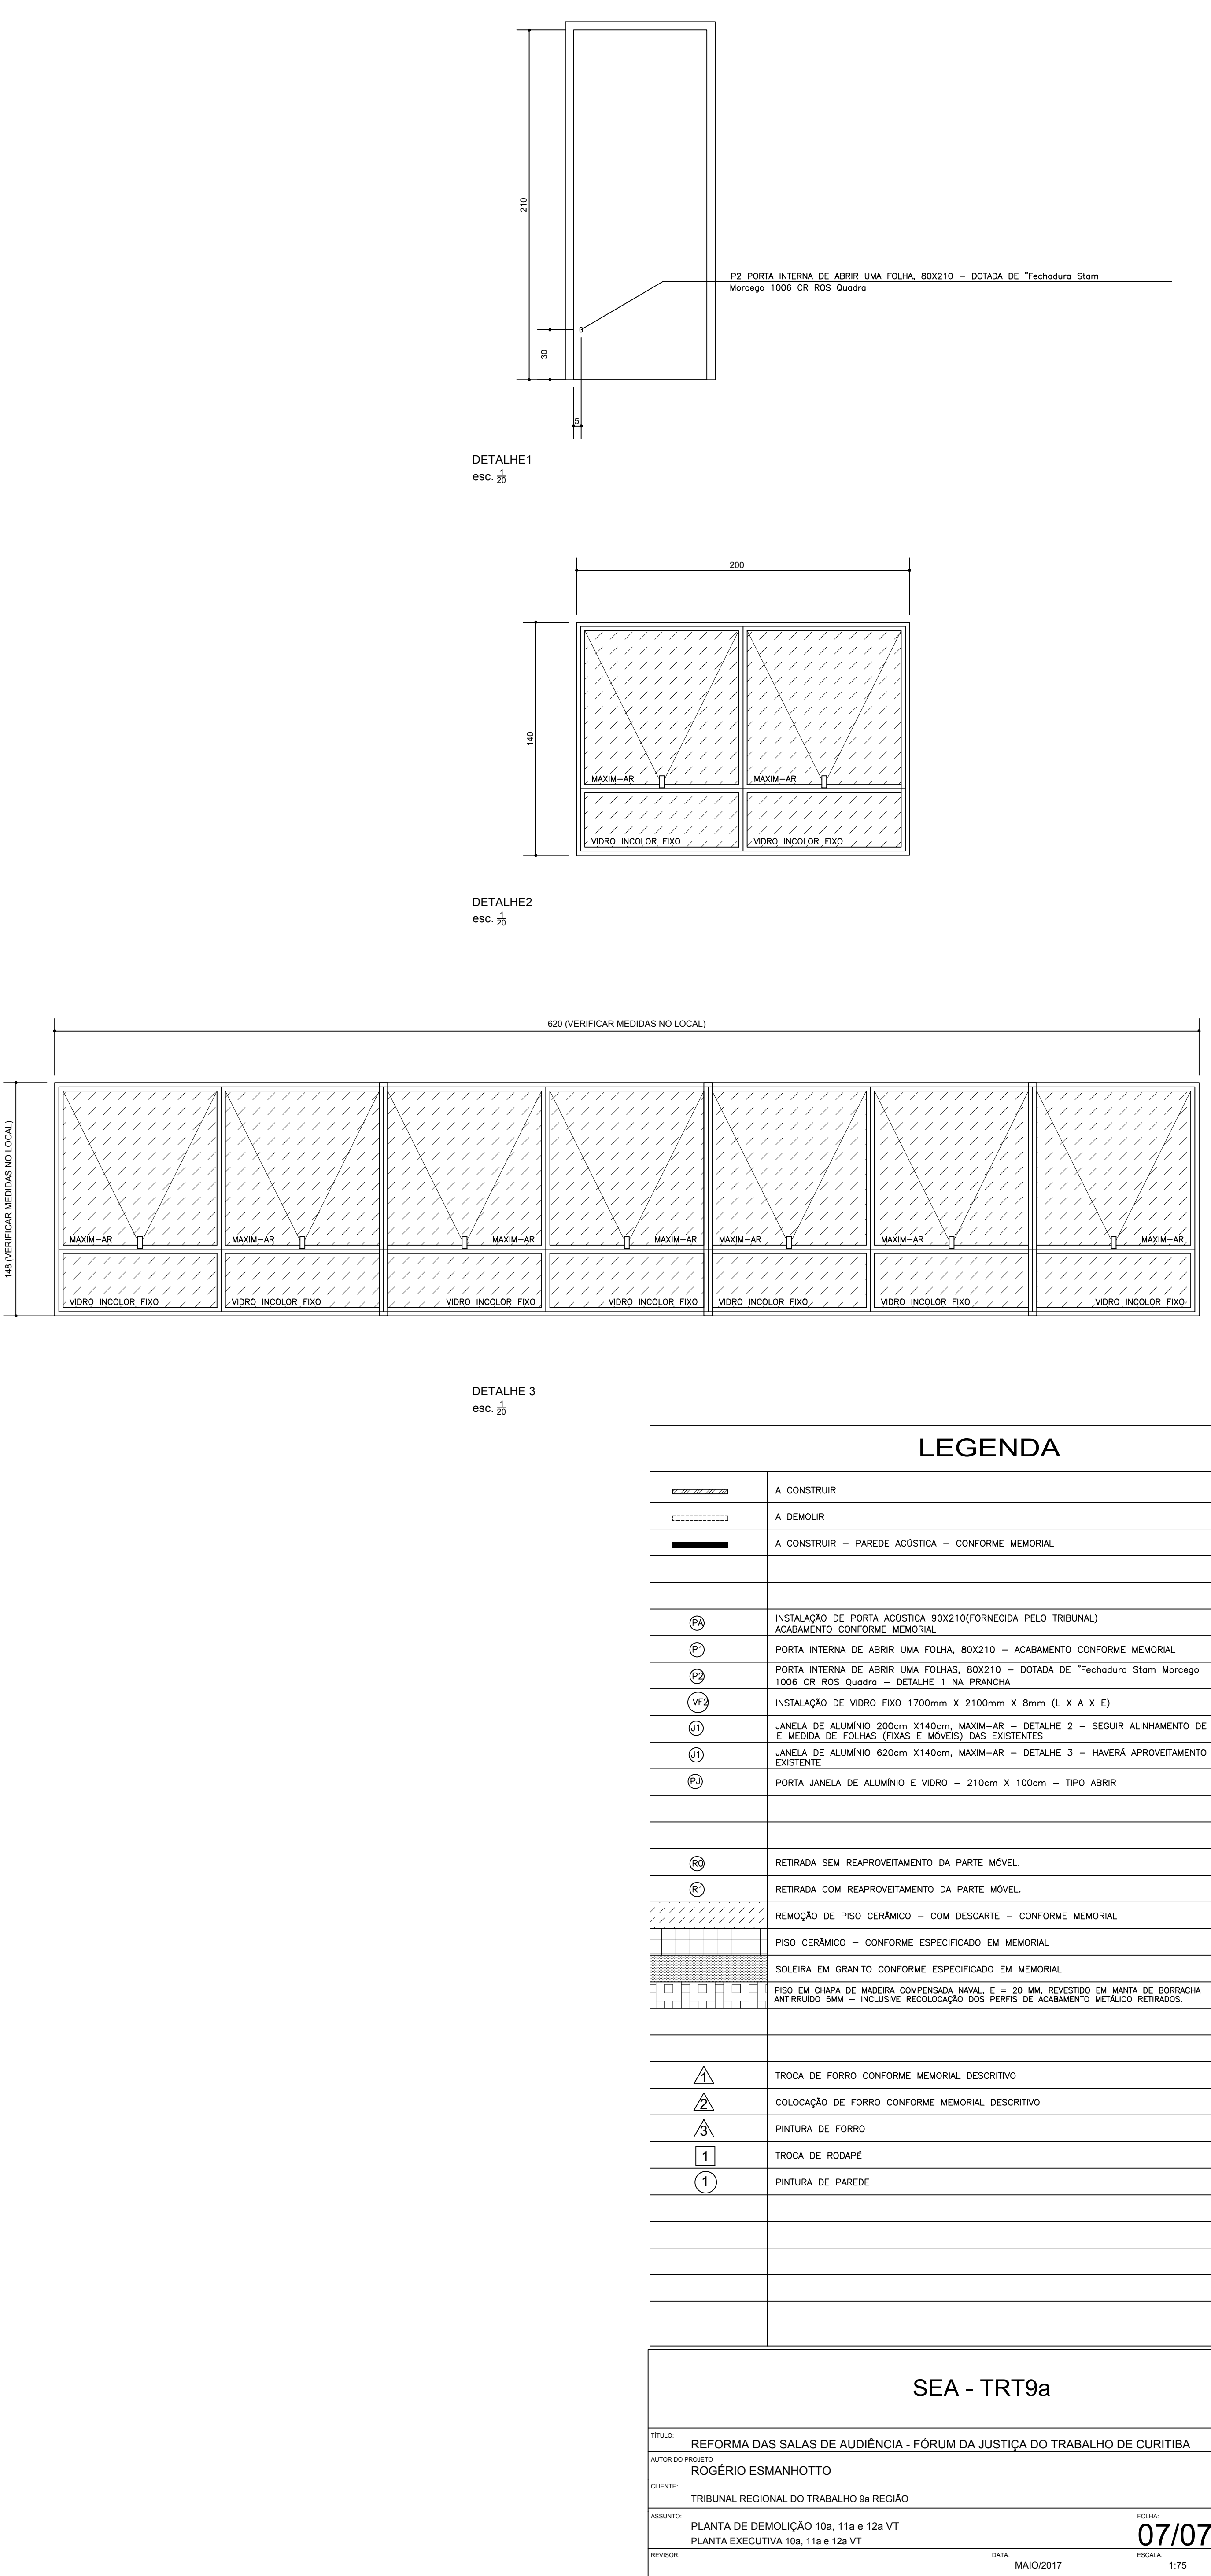 210
P2 PORTA INTERNA DE ABRIR UMA FOLHA, 80X210 – DOTADA DE "Fechadura Stam
Morcego 1006 CR ROS Quadra
30
5
DETALHE1
esc. 1/20
200
140
MAXIM–AR
MAXIM–AR
VIDRO INCOLOR FIXO
VIDRO INCOLOR FIXO
DETALHE2
esc. 1/20
620 (VERIFICAR MEDIDAS NO LOCAL)
148 (VERIFICAR MEDIDAS NO LOCAL)
MAXIM–AR
MAXIM–AR
MAXIM–AR
MAXIM–AR
MAXIM–AR
MAXIM–AR
MAXIM–AR
VIDRO INCOLOR FIXO
VIDRO INCOLOR FIXO
VIDRO INCOLOR FIXO
VIDRO INCOLOR FIXO
VIDRO INCOLOR FIXO
VIDRO INCOLOR FIXO
VIDRO INCOLOR FIXO
DETALHE 3
esc. 1/20
LEGENDA
A CONSTRUIR
A DEMOLIR
A CONSTRUIR – PAREDE ACÚSTICA – CONFORME MEMORIAL
PA INSTALAÇÃO DE PORTA ACÚSTICA 90X210(FORNECIDA PELO TRIBUNAL)
ACABAMENTO CONFORME MEMORIAL
P1 PORTA INTERNA DE ABRIR UMA FOLHA, 80X210 – ACABAMENTO CONFORME MEMORIAL
P2 PORTA INTERNA DE ABRIR UMA FOLHAS, 80X210 – DOTADA DE "Fechadura Stam Morcego
1006 CR ROS Quadra – DETALHE 1 NA PRANCHA
VF2 INSTALAÇÃO DE VIDRO FIXO 1700mm X 2100mm X 8mm (L X A X E)
J1 JANELA DE ALUMÍNIO 200cm X140cm, MAXIM–AR – DETALHE 2 – SEGUIR ALINHAMENTO DE
E MEDIDA DE FOLHAS (FIXAS E MÓVEIS) DAS EXISTENTES
J1 JANELA DE ALUMÍNIO 620cm X140cm, MAXIM–AR – DETALHE 3 – HAVERÁ APROVEITAMENTO
EXISTENTE
PJ PORTA JANELA DE ALUMÍNIO E VIDRO – 210cm X 100cm – TIPO ABRIR
R0 RETIRADA SEM REAPROVEITAMENTO DA PARTE MÓVEL.
R1 RETIRADA COM REAPROVEITAMENTO DA PARTE MÓVEL.
REMOÇÃO DE PISO CERÂMICO – COM DESCARTE – CONFORME MEMORIAL
PISO CERÂMICO – CONFORME ESPECIFICADO EM MEMORIAL
SOLEIRA EM GRANITO CONFORME ESPECIFICADO EM MEMORIAL
PISO EM CHAPA DE MADEIRA COMPENSADA NAVAL, E = 20 MM, REVESTIDO EM MANTA DE BORRACHA
ANTIRRUÍDO 5MM – INCLUSIVE RECOLOCAÇÃO DOS PERFIS DE ACABAMENTO METÁLICO RETIRADOS.
1 TROCA DE FORRO CONFORME MEMORIAL DESCRITIVO
2 COLOCAÇÃO DE FORRO CONFORME MEMORIAL DESCRITIVO
3 PINTURA DE FORRO
1 TROCA DE RODAPÉ
1 PINTURA DE PAREDE
SEA - TRT9a
TÍTULO:
REFORMA DAS SALAS DE AUDIÊNCIA - FÓRUM DA JUSTIÇA DO TRABALHO DE CURITIBA
AUTOR DO PROJETO
ROGÉRIO ESMANHOTTO
CLIENTE:
TRIBUNAL REGIONAL DO TRABALHO 9a REGIÃO
ASSUNTO:
PLANTA DE DEMOLIÇÃO 10a, 11a e 12a VT
PLANTA EXECUTIVA 10a, 11a e 12a VT
FOLHA:
07/07
REVISOR:
DATA:
MAIO/2017
ESCALA:
1:75